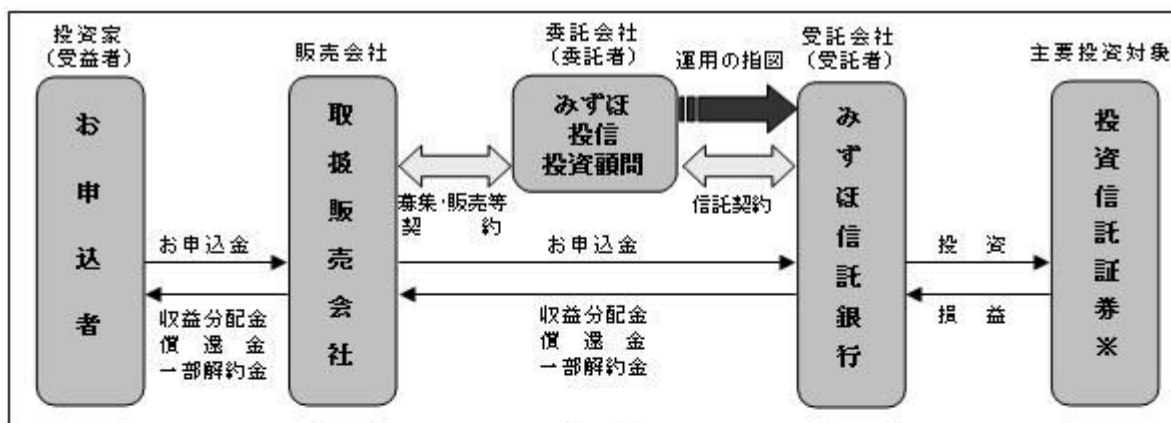 投資家
(受益者)
お申込者
販売会社
取扱販売会社
委託会社
(委託者)
みずほ
投信
投資顧問
運用の指図
受託会社
(受託者)
みずほ信託銀行
主要投資対象
投資信託証券※
募集・販売等
契約
信託契約
お申込金
収益分配金
償還金
一部解約金
お申込金
収益分配金
償還金
一部解約金
投資
損益